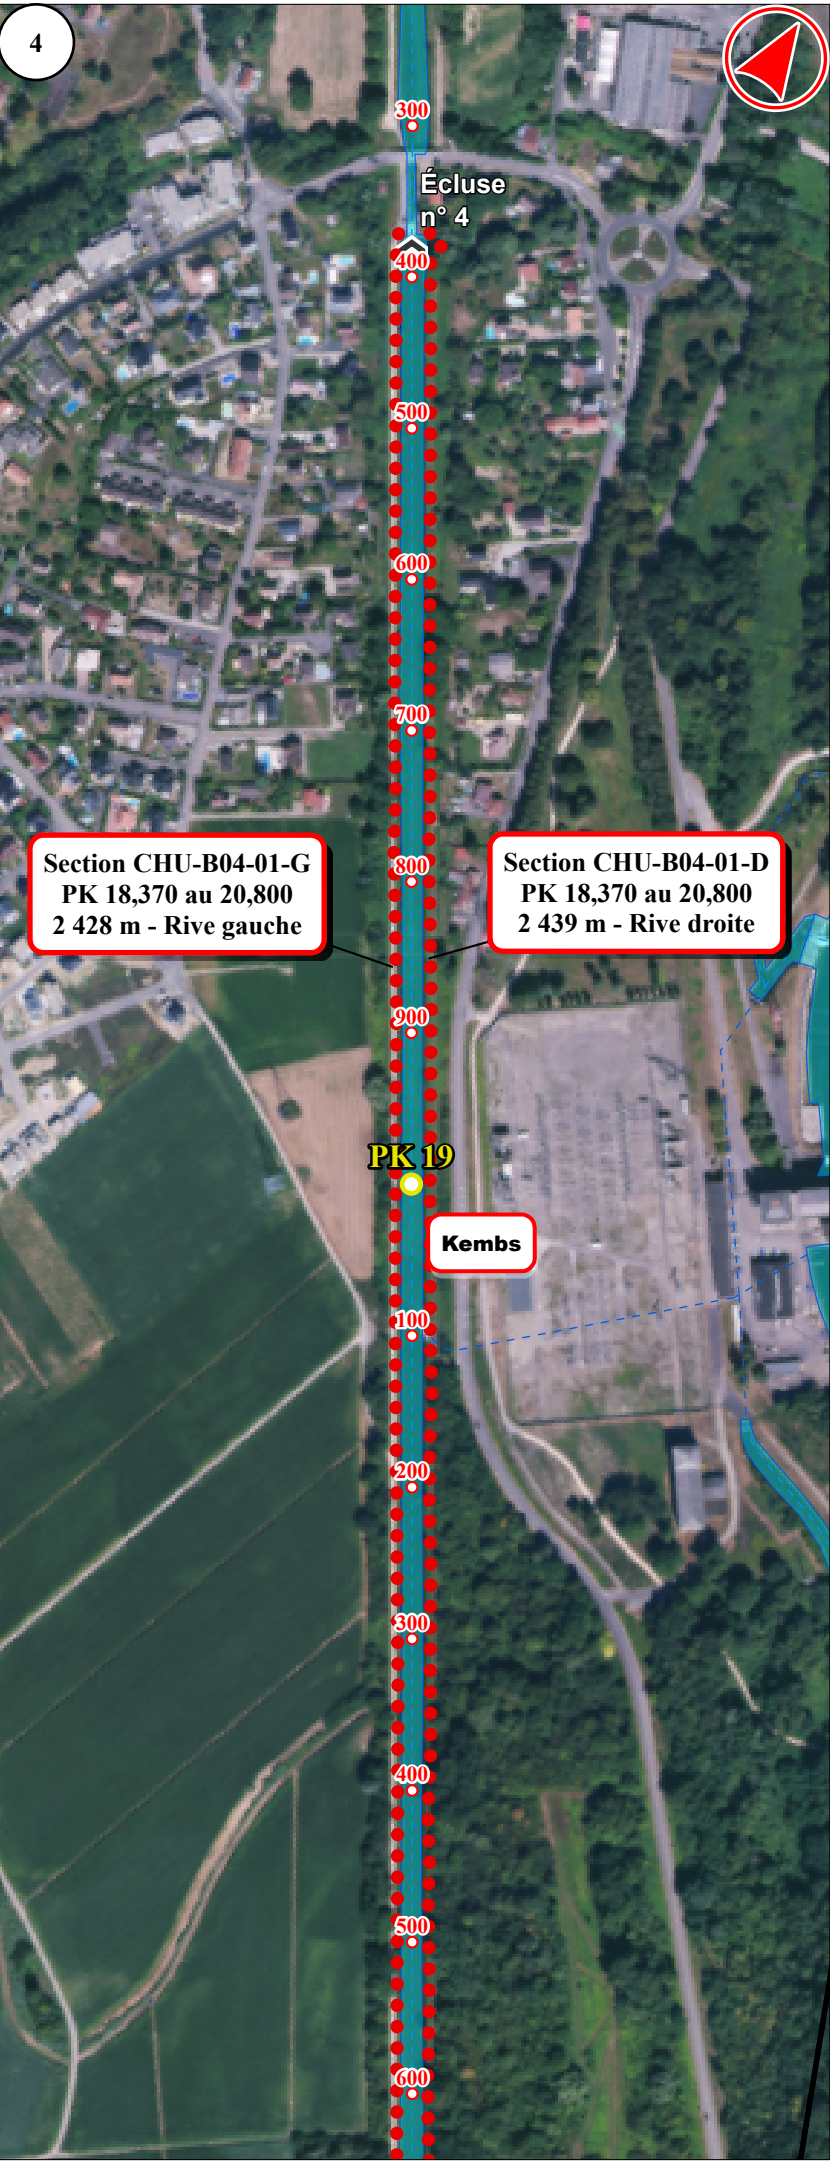 4
300
Écluse
n° 4
400
500
600
700
800
Section CHU-B04-01-G
PK 18,370 au 20,800
2 428 m - Rive gauche
Section CHU-B04-01-D
PK 18,370 au 20,800
2 439 m - Rive droite
900
PK 19
Kembs
100
200
300
400
500
600